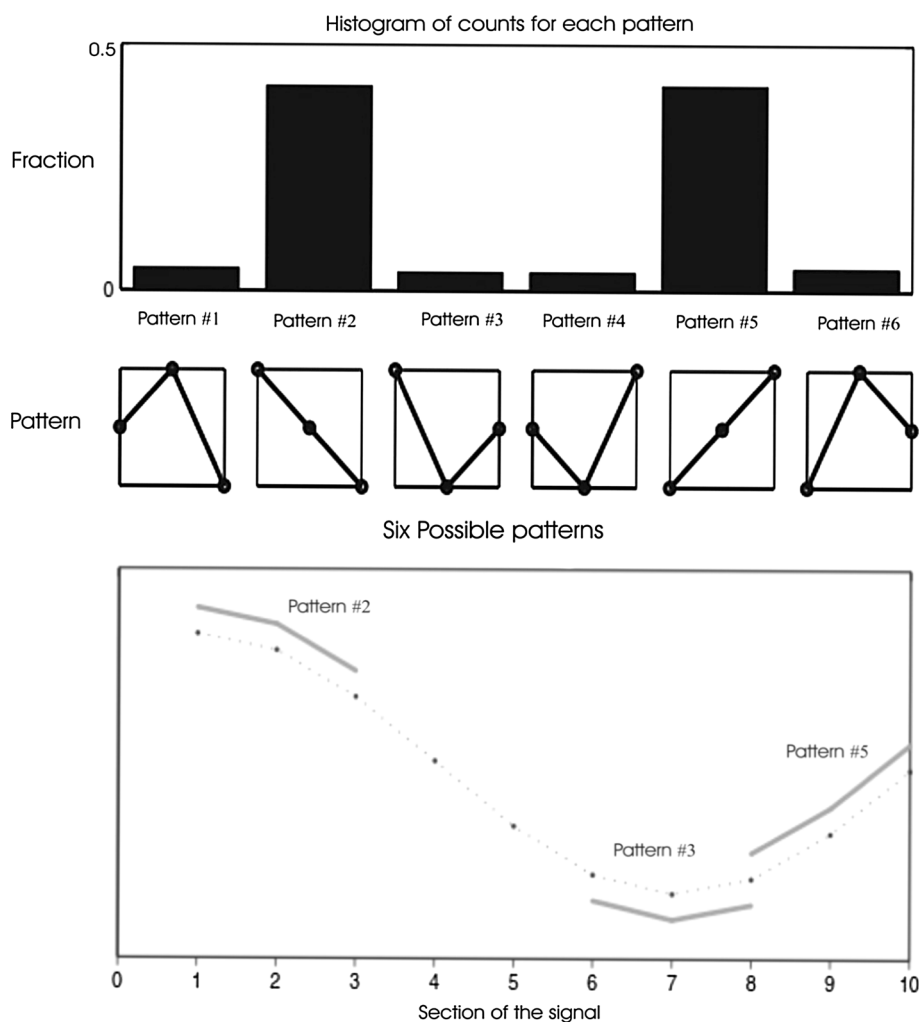 Histogram of counts for each pattern
0.5
Fraction
0
Pattern #1 Pattern #2 Pattern #3 Pattern #4 Pattern #5 Pattern #6
Pattern
Six Possible patterns
Pattern #2
Pattern #5
Pattern #3
0 1 2 3 4 5 6 7 8 9 10
Section of the signal